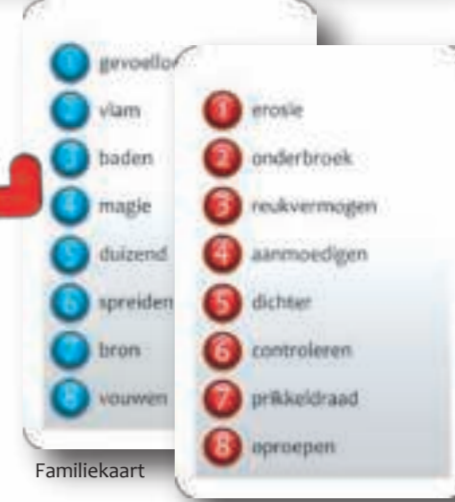 1 gevoello
2 vlam
3 baden
4 magie
5 duizend
6 spreiden
7 bron
8 vouwen
Familiekaart
1 erosie
2 onderbroek
3 reukvermogen
4 aanmoedigen
5 dichter
6 controleren
7 prikkeldraad
8 oproepen